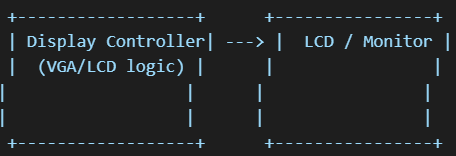 +------------------+     +---------------+
| Display Controller| ---> |  LCD / Monitor |
|  (VGA/LCD logic) |     |               |
|                 |     |               |
|                 |     |               |
+------------------+     +---------------+